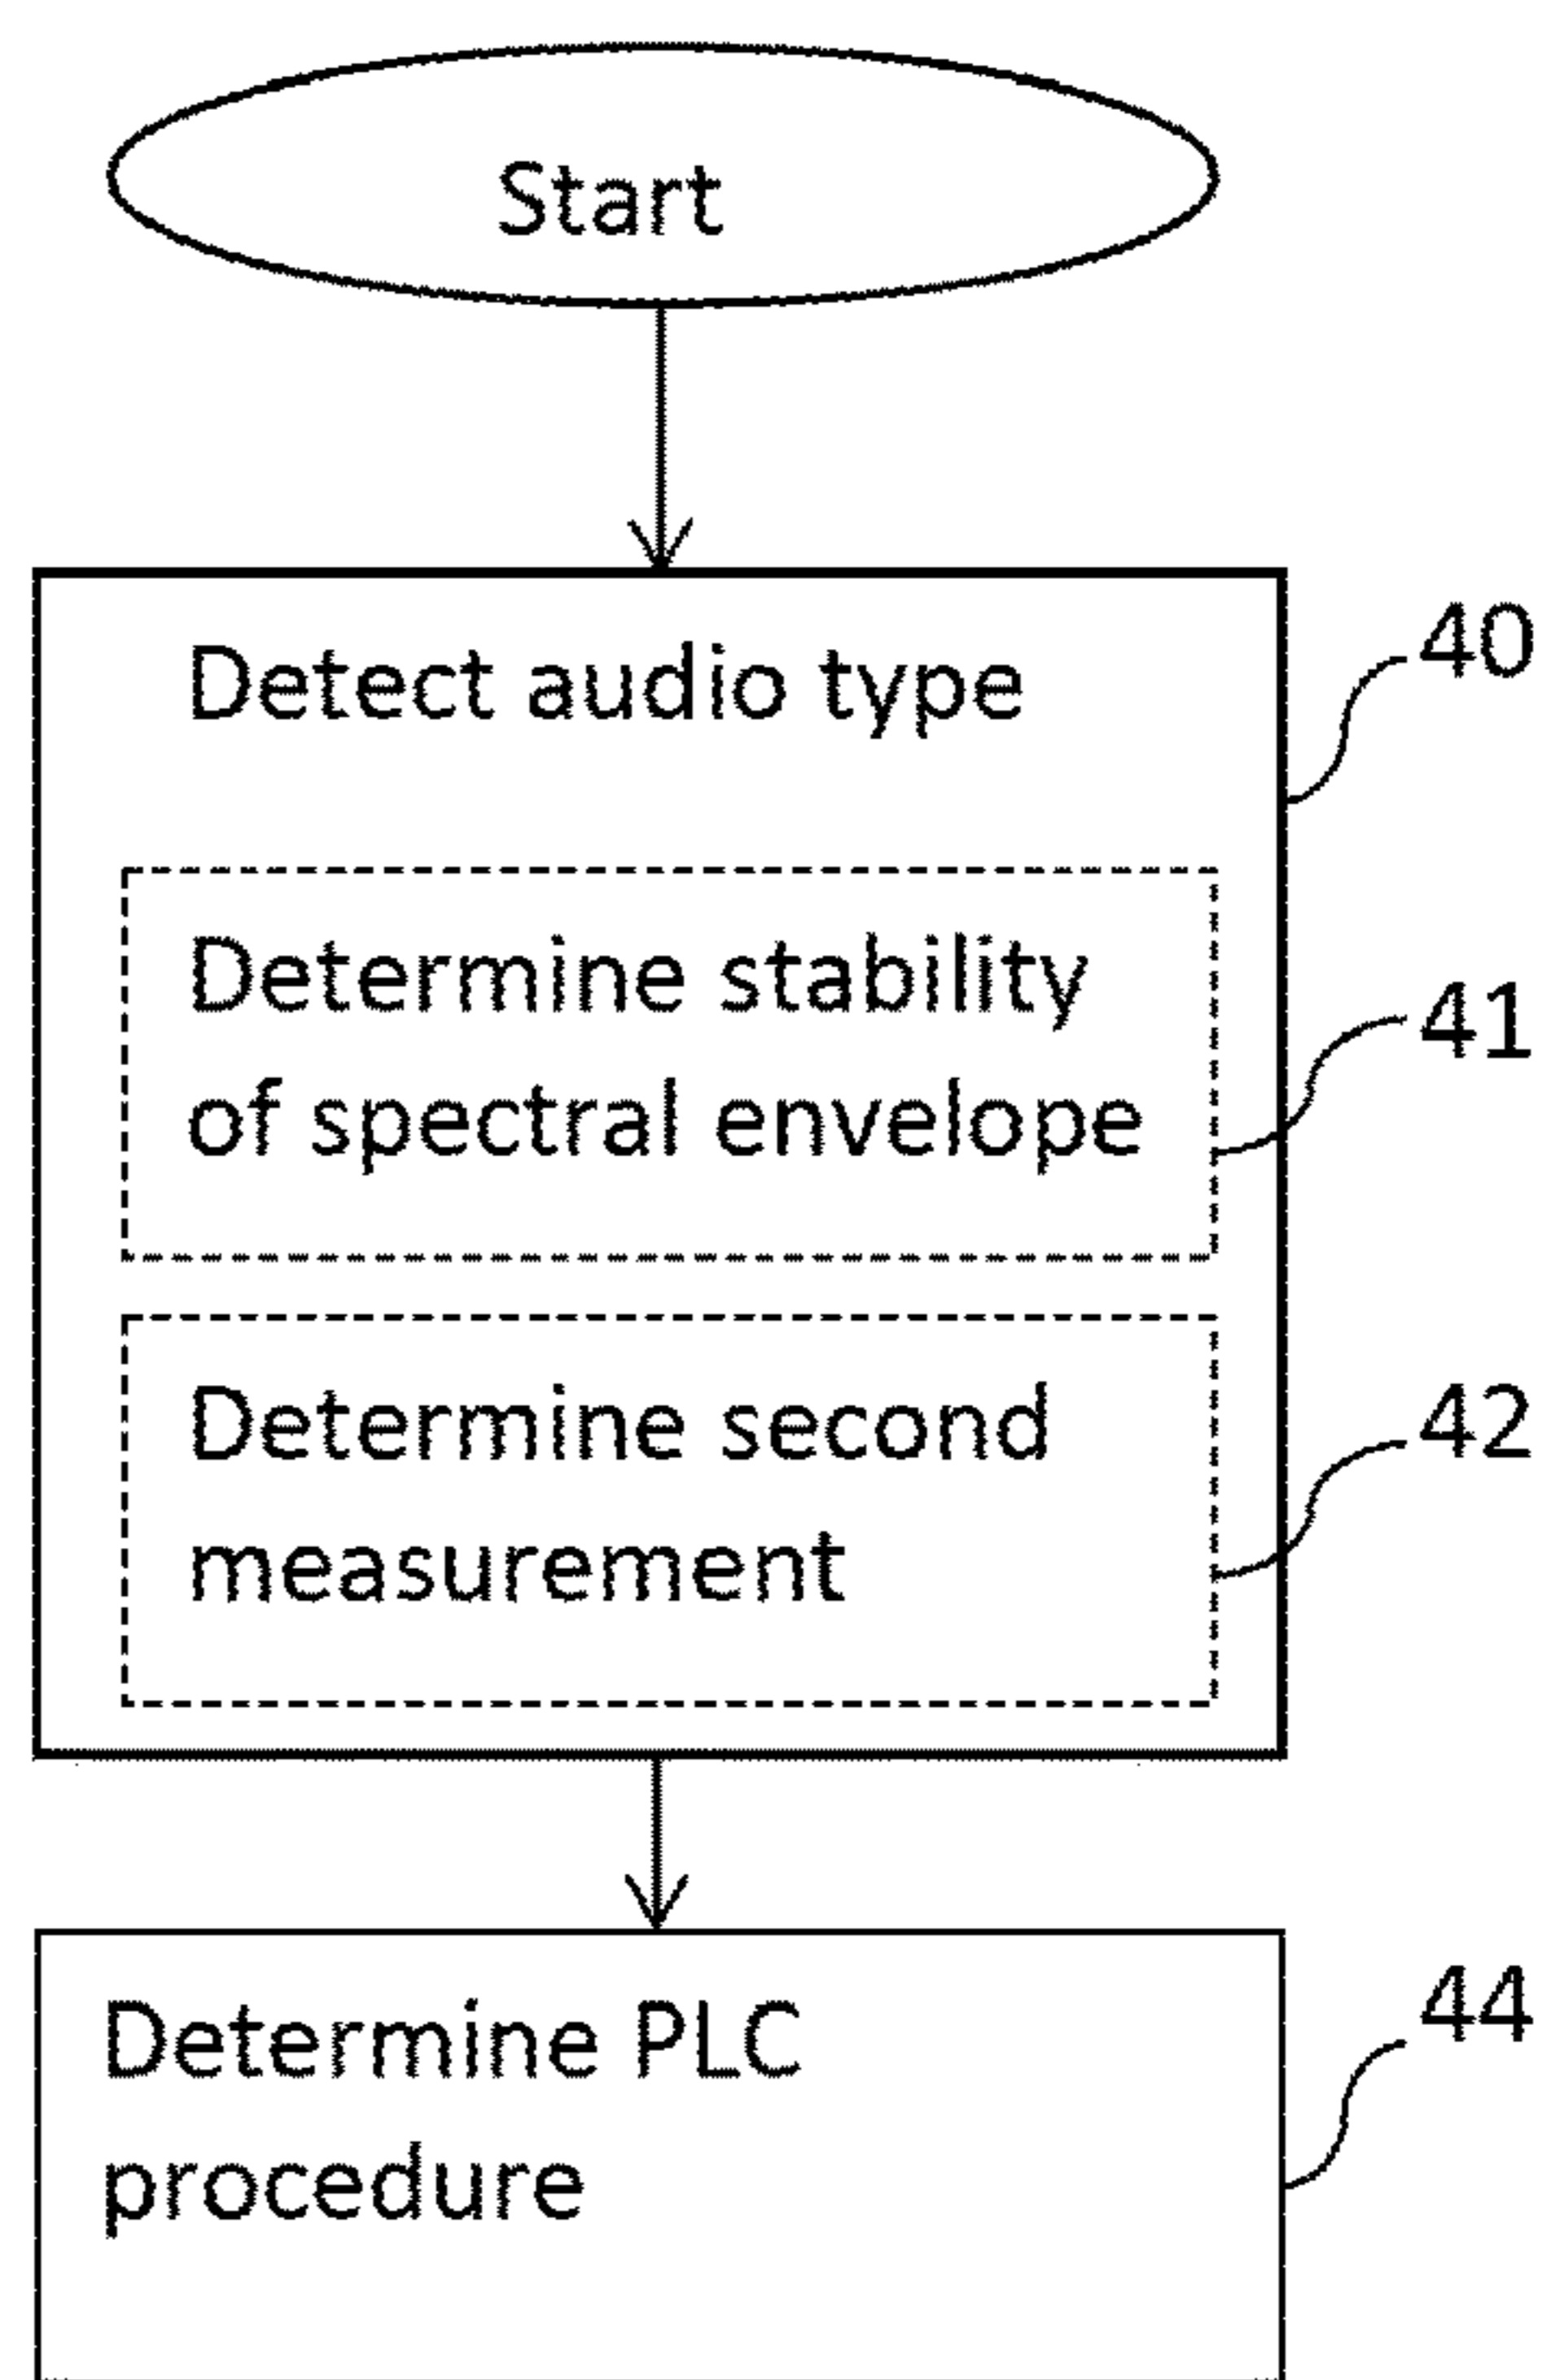 Start
Detect audio type
40
Determine stability
of spectral envelope
41
Determine second
measurement
42
Determine PLC
procedure
44